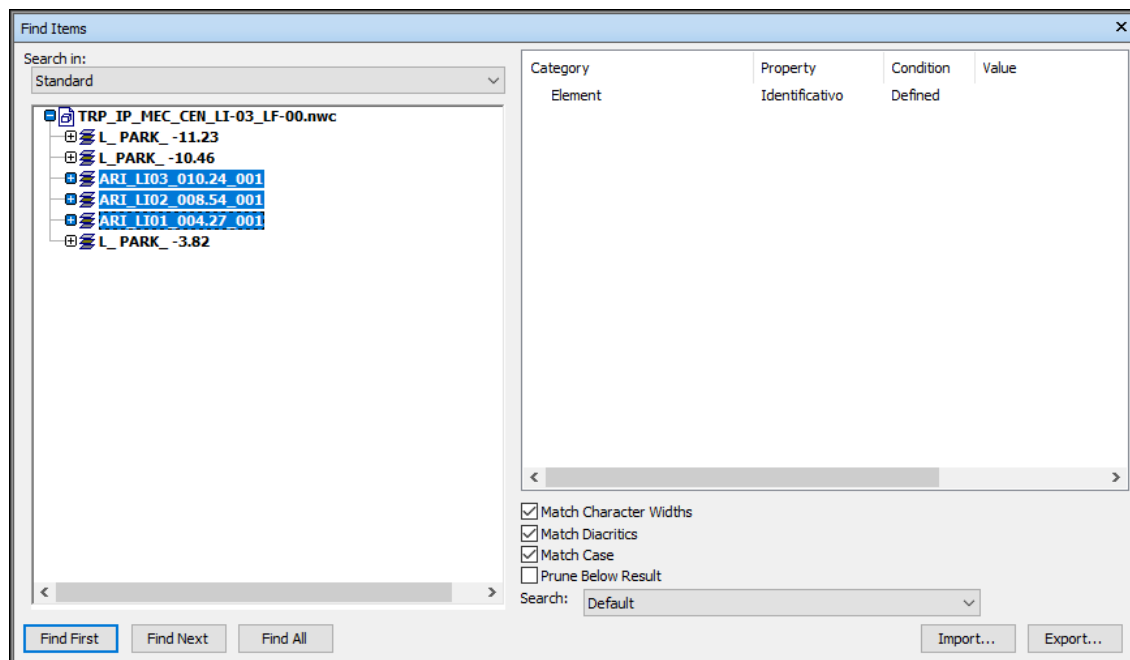 Find Items
Search in:
Standard
TRP_IP_MEC_CEN_LI-03_LF-00.nwc
L_ PARK_ -11.23
L_PARK_ -10.46
ARI_LI03_010.24_001
ARI_LI02_008.54_001
ARI_LI01_004.27_001
L_ PARK_ -3.82
Category Property Condition Value
Element Identificativo Defined
Match Character Widths
Match Diacritics
Match Case
Prune Below Result
Search: Default
Find First Find Next Find All Import... Export...